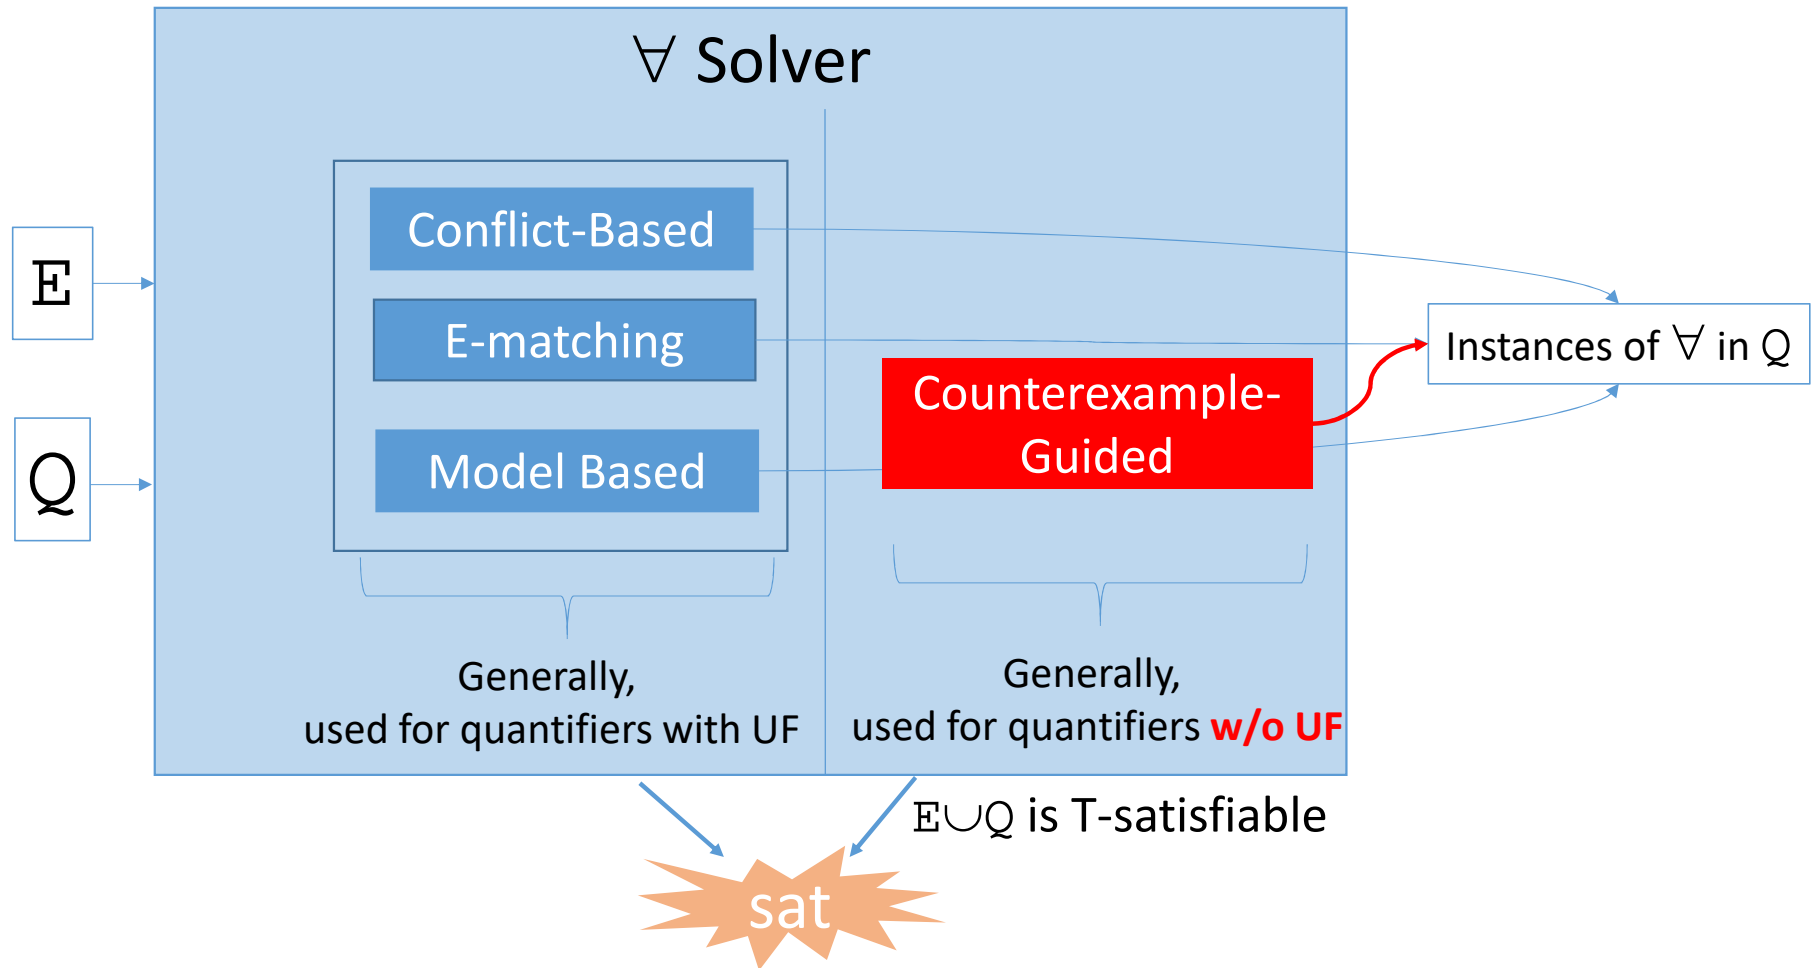 ∀ Solver
Conflict-Based
E
E-matching
Instances of ∀ in Q
Counterexample-
Guided
Model Based
Q
Generally,
used for quantifiers with UF
Generally,
used for quantifiers w/o UF
E∪Q is T-satisfiable
sat